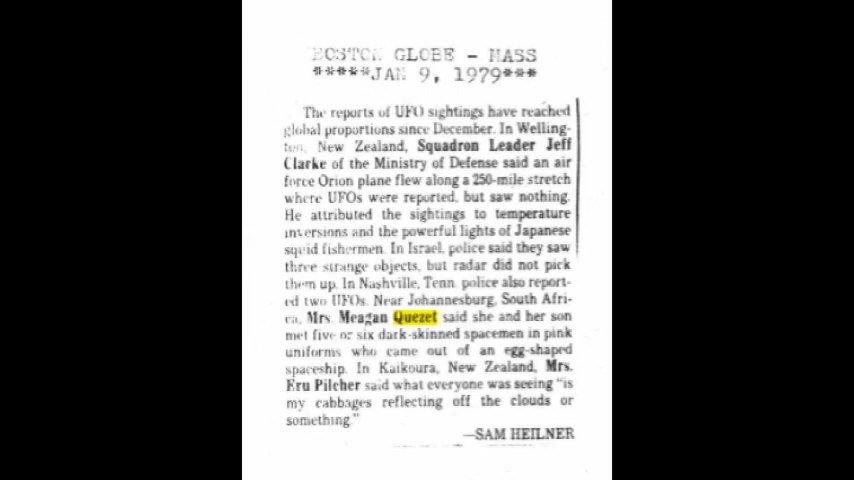 BOSTON GLOBE - MASS
*****JAN 9, 1979***
The reports of UFO sightings have reached
global proportions since December. In Welling-
ton, New Zealand, Squadron Leader Jeff
Clarke of the Ministry of Defense said an air
force Orion plane flew along a 250-mile stretch
where UFOs were reported, but saw nothing.
He attributed the sightings to temperature
inversions and the powerful lights of Japanese
squid fishermen. In Israel, police said they saw
three strange objects, but radar did not pick
them up. In Nashville, Tenn. police also report-
ed two UFOs. Near Johannesburg, South Afri-
ca, Mrs. Meagan Quezet said she and her son
met five or six dark-skinned spacemen in pink
uniforms who came out of an egg-shaped
spaceship. In Kaikoura, New Zealand, Mrs.
Eru Pilcher said what everyone was seeing "is
my cabbages reflecting off the clouds or
something."
—SAM HEILNER